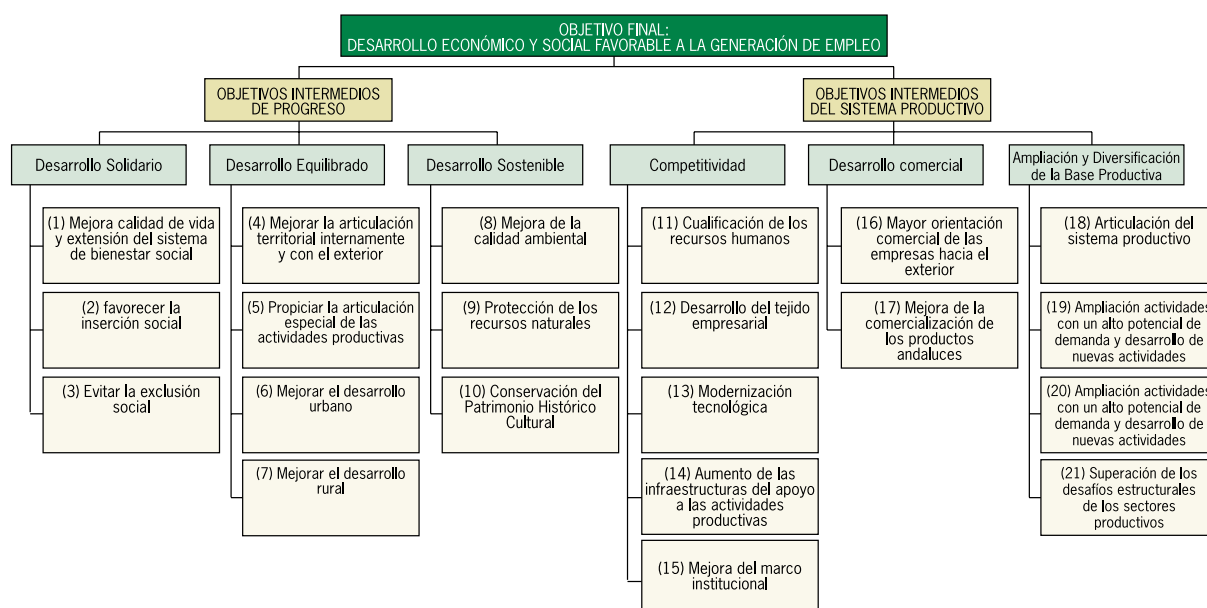 OBJETIVO FINAL:
DESARROLLO ECONÓMICO Y SOCIAL FAVORABLE A LA GENERACIÓN DE EMPLEO
OBJETIVOS INTERMEDIOS
DE PROGRESO
OBJETIVOS INTERMEDIOS
DEL SISTEMA PRODUCTIVO
Desarrollo Solidario
Desarrollo Equilibrado
Desarrollo Sostenible
Competitividad
Desarrollo comercial
Ampliación y Diversificación
de la Base Productiva
(1) Mejora calidad de vida
y extensión del sistema
de bienestar social
(2) favorecer la
inserción social
(3) Evitar la exclusión
social
(4) Mejorar la articulación
territorial internamente
y con el exterior
(5) Propiciar la articulación
especial de las
actividades productivas
(6) Mejorar el desarrollo
urbano
(7) Mejorar el desarrollo
rural
(8) Mejora de la
calidad ambiental
(9) Protección de los
recursos naturales
(10) Conservación del
Patrimonio Histórico
Cultural
(11) Cualificación de los
recursos humanos
(12) Desarrollo del tejido
empresarial
(13) Modernización
tecnológica
(14) Aumento de las
infraestructuras del apoyo
a las actividades
productivas
(15) Mejora del marco
institucional
(16) Mayor orientación
comercial de las
empresas hacia el
exterior
(17) Mejora de la
comercialización de
los productos
andaluces
(18) Articulación del
sistema productivo
(19) Ampliación actividades
con un alto potencial de
demanda y desarrollo de
nuevas actividades
(20) Ampliación actividades
con un alto potencial de
demanda y desarrollo de
nuevas actividades
(21) Superación de los
desafíos estructurales
de los sectores
productivos